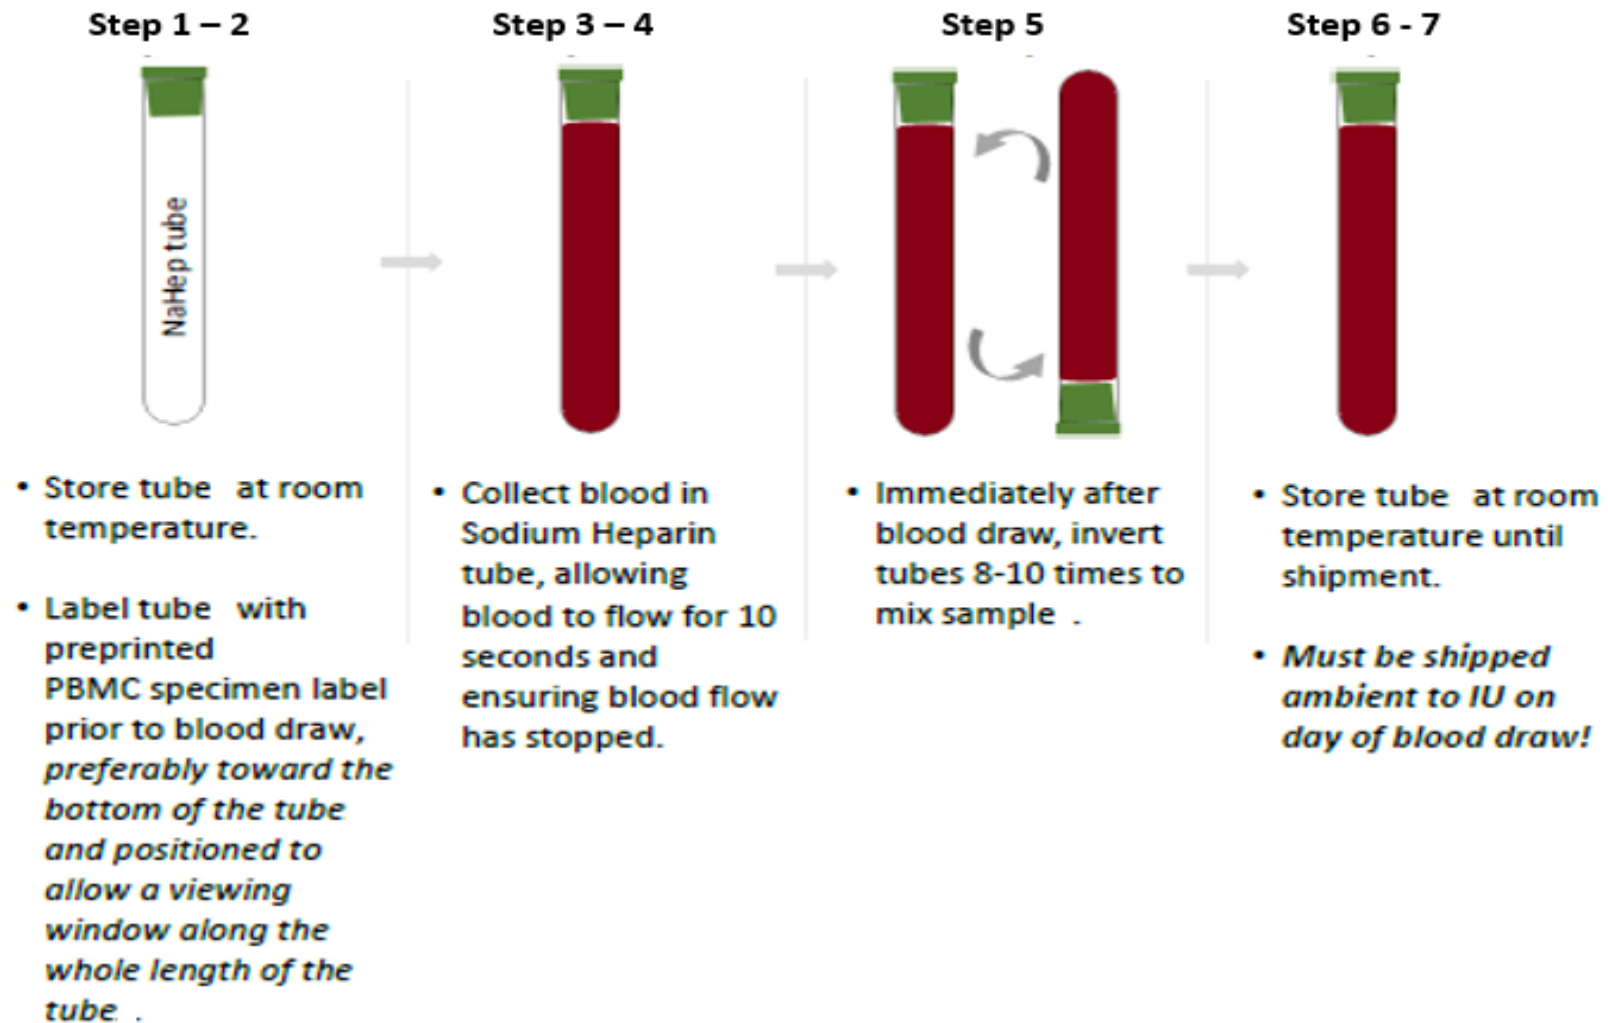 Step 1 – 2
NaHep tube
• Store tube at room
temperature.
• Label tube with
preprinted
PBMC specimen label
prior to blood draw,
preferably toward the
bottom of the tube
and positioned to
allow a viewing
window along the
whole length of the
tube .
Step 3 – 4
• Collect blood in
Sodium Heparin
tube, allowing
blood to flow for 10
seconds and
ensuring blood flow
has stopped.
Step 5
• Immediately after
blood draw, invert
tubes 8-10 times to
mix sample .
Step 6 - 7
• Store tube at room
temperature until
shipment.
• Must be shipped
ambient to IU on
day of blood draw!